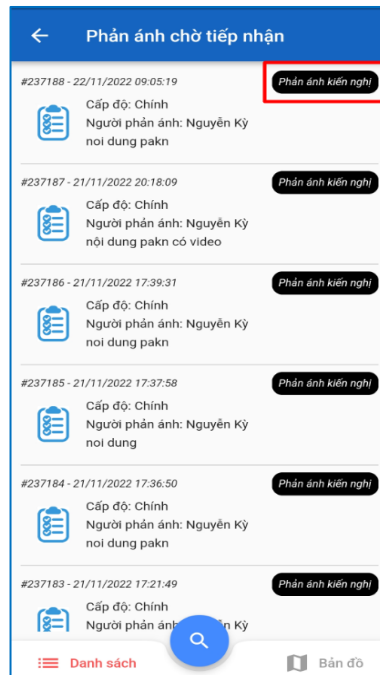 Phản ánh chờ tiếp nhận
#237188 - 22/11/2022 09:05:19 Phản ánh kiến nghị
Cấp độ: Chính
Người phản ánh: Nguyễn Kỳ
noi dung pakn
#237187 - 21/11/2022 20:18:09 Phản ánh kiến nghị
Cấp độ: Chính
Người phản ánh: Nguyễn Kỳ
nội dung pakn có video
#237186 - 21/11/2022 17:39:31 Phản ánh kiến nghị
Cấp độ: Chính
Người phản ánh: Nguyễn Kỳ
noi dung pakn
#237185 - 21/11/2022 17:37:58 Phản ánh kiến nghị
Cấp độ: Chính
Người phản ánh: Nguyễn Kỳ
noi dung
#237184 - 21/11/2022 17:36:50 Phản ánh kiến nghị
Cấp độ: Chính
Người phản ánh: Nguyễn Kỳ
noi dung pakn
#237183 - 21/11/2022 17:21:49 Phản ánh kiến nghị
Cấp độ: Chính
Người phản Kỳ
Danh sách Bản đồ